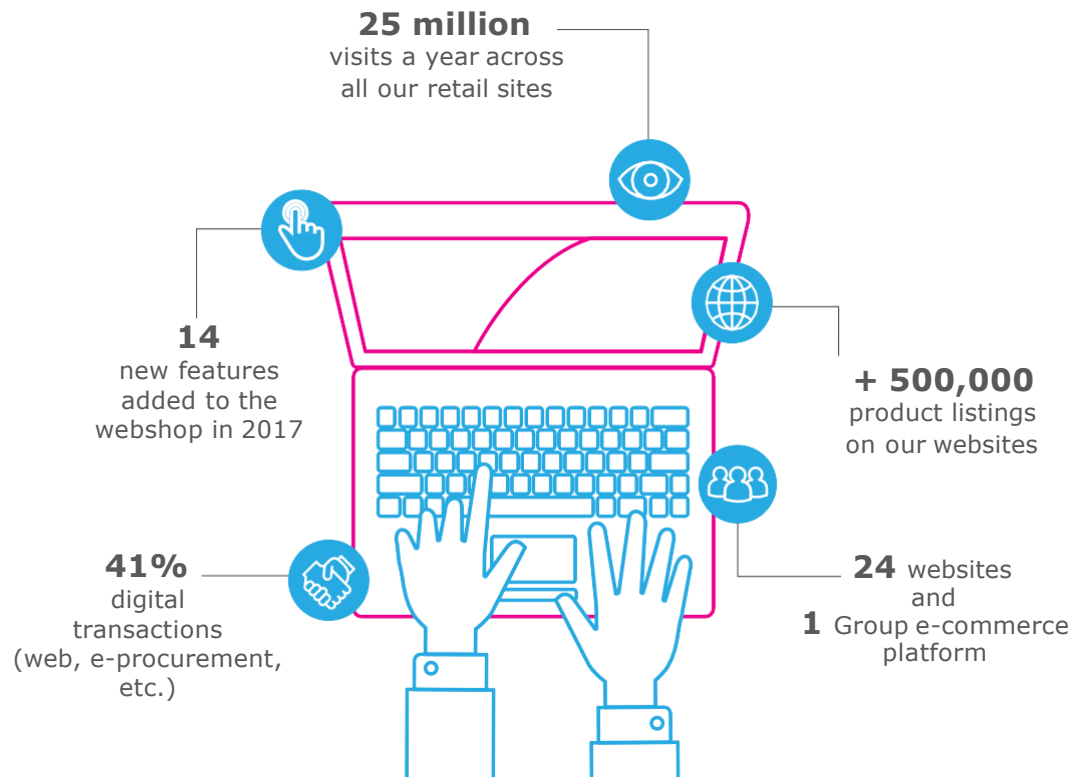 25 million
visits a year across
all our retail sites
14
new features
added to the
webshop in 2017
+ 500,000
product listings
on our websites
41%
digital
transactions
(web, e-procurement,
etc.)
24 websites
and
1 Group e-commerce
platform